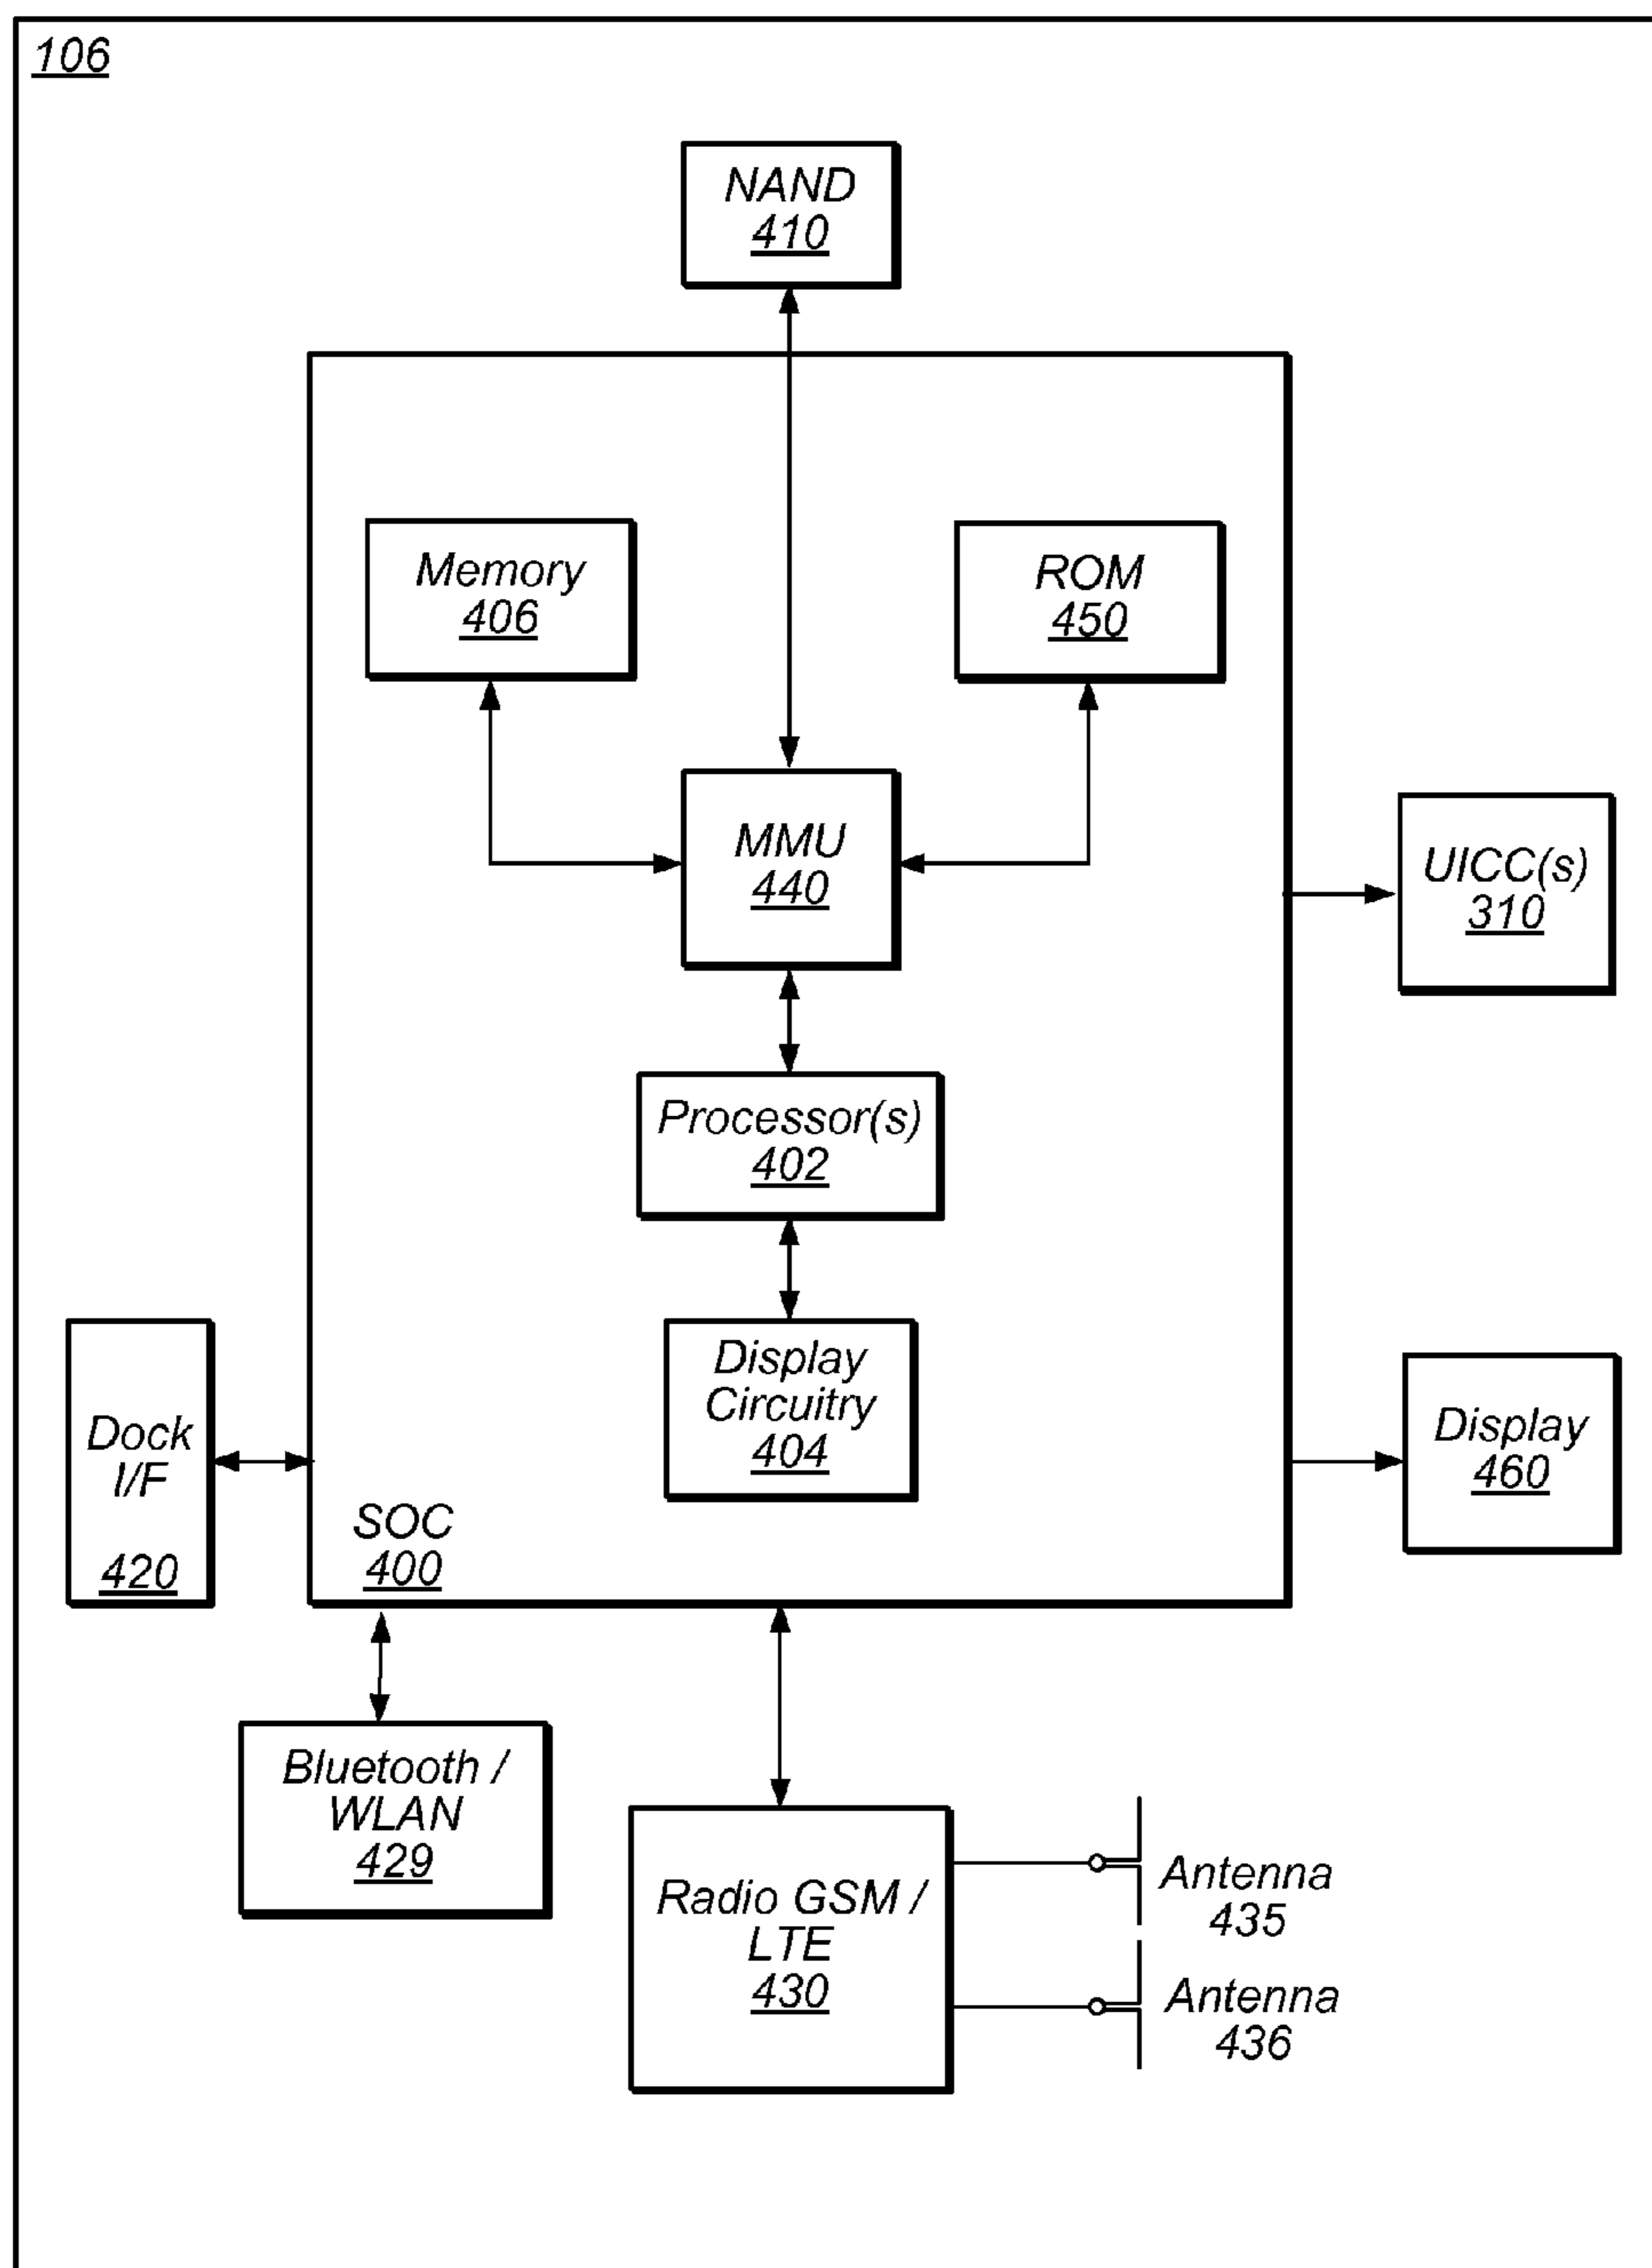 106
NAND
410
Memory
406
ROM
450
MMU
440
UICC(s)
310
Processor(s)
402
Display
Circuitry
404
Dock
I/F
420
Display
460
SOC
400
Bluetooth /
WLAN
429
Radio GSM /
LTE
430
Antenna
435
Antenna
436